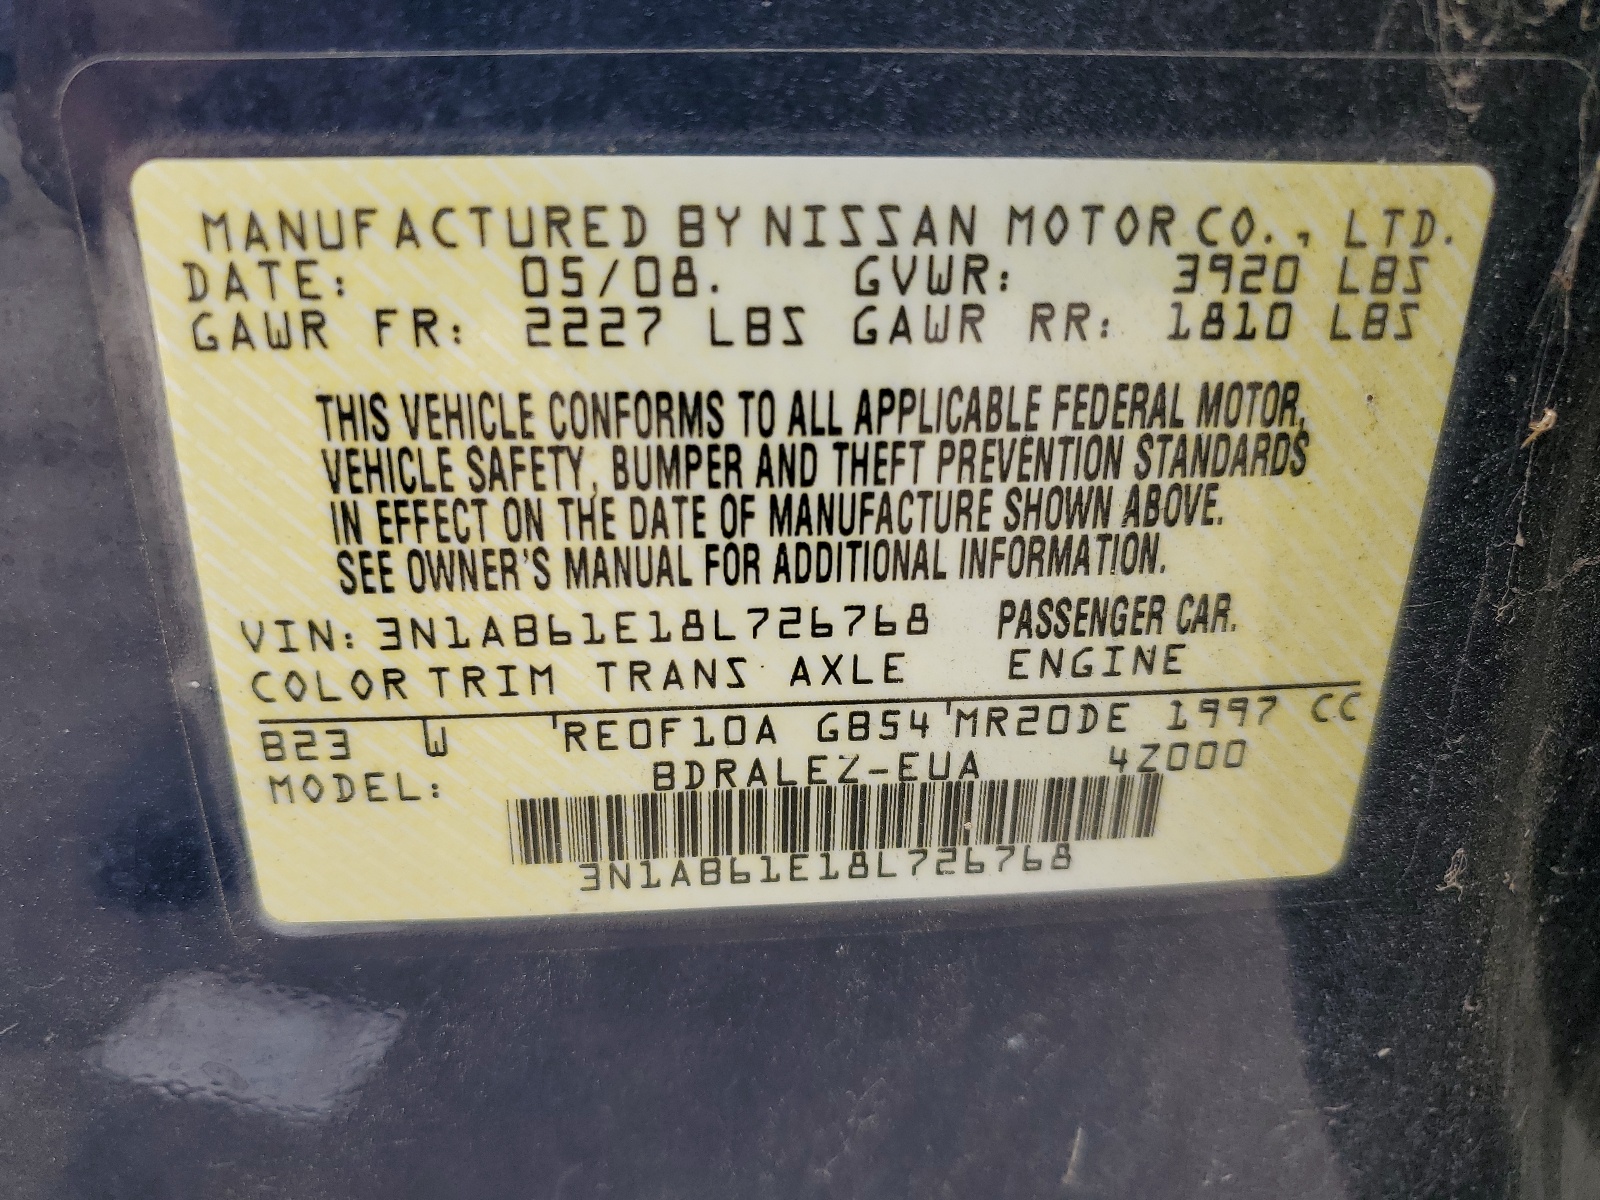 MANUFACTURED BY NISSAN MOTOR CO., LTD.
DATE: 05/08. GVWR: 3920 LBS
GAWR FR: 2227 LBS GAWR RR: 1810 LBS
THIS VEHICLE CONFORMS TO ALL APPLICABLE FEDERAL MOTOR,
VEHICLE SAFETY, BUMPER AND THEFT PREVENTION STANDARDS
IN EFFECT ON THE DATE OF MANUFACTURE SHOWN ABOVE.
SEE OWNER'S MANUAL FOR ADDITIONAL INFORMATION.
VIN: 3N1AB61E18L726768 PASSENGER CAR.
COLOR TRIM TRANS AXLE ENGINE
B23 W 'RE0F10A GB54 'MR20DE 1997 CC
MODEL: BDRALEZ-EUA 4Z000
3N1AB61E18L726768